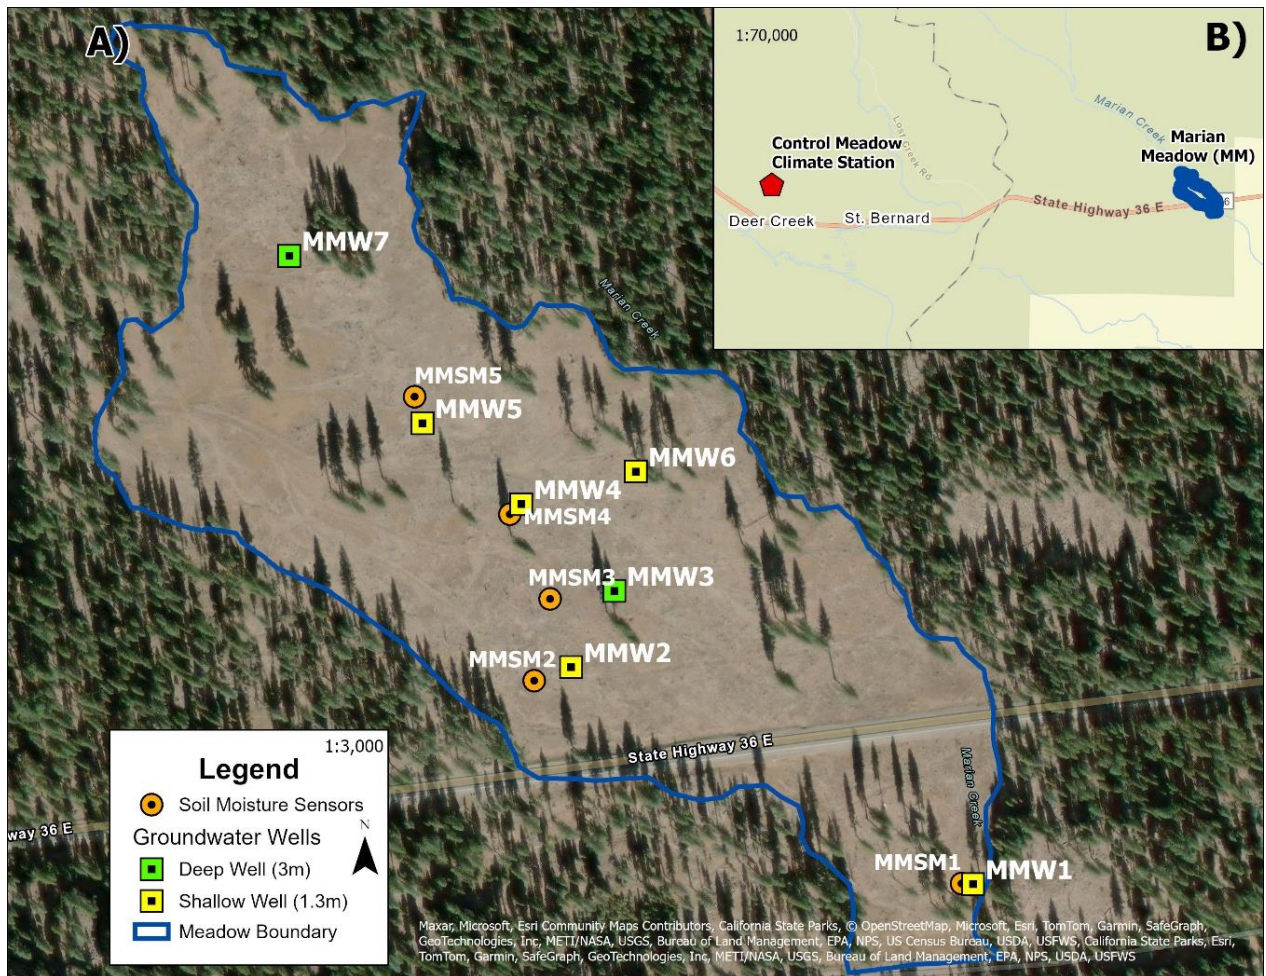 A)
MMW7
Marian Creek
MMSM5
MMW5
MMW6
MMW4
MMSM4
MMSM3
MMW3
MMSM2
MMW2
State Highway 36 E
Marian Creek
MMSM1
MMW1
way 36 E
1:3,000
Legend
Soil Moisture Sensors
Groundwater Wells
N
Deep Well (3m)
Shallow Well (1.3m)
Meadow Boundary
B)
1:70,000
Marian Creek
Lost Creek Rd
Control Meadow
Climate Station
Marian
Meadow (MM)
State Highway 36 E
6
Deer Creek
St. Bernard
Maxar, Microsoft, Esri Community Maps Contributors, California State Parks, © OpenStreetMap, Microsoft, Esri, TomTom, Garmin, SafeGraph,
GeoTechnologies, Inc, METI/NASA, USGS, Bureau of Land Management, EPA, NPS, US Census Bureau, USDA, USFWS, California State Parks, Esri,
TomTom, Garmin, SafeGraph, GeoTechnologies, Inc, METI/NASA, USGS, Bureau of Land Management, EPA, NPS, USDA, USFWS